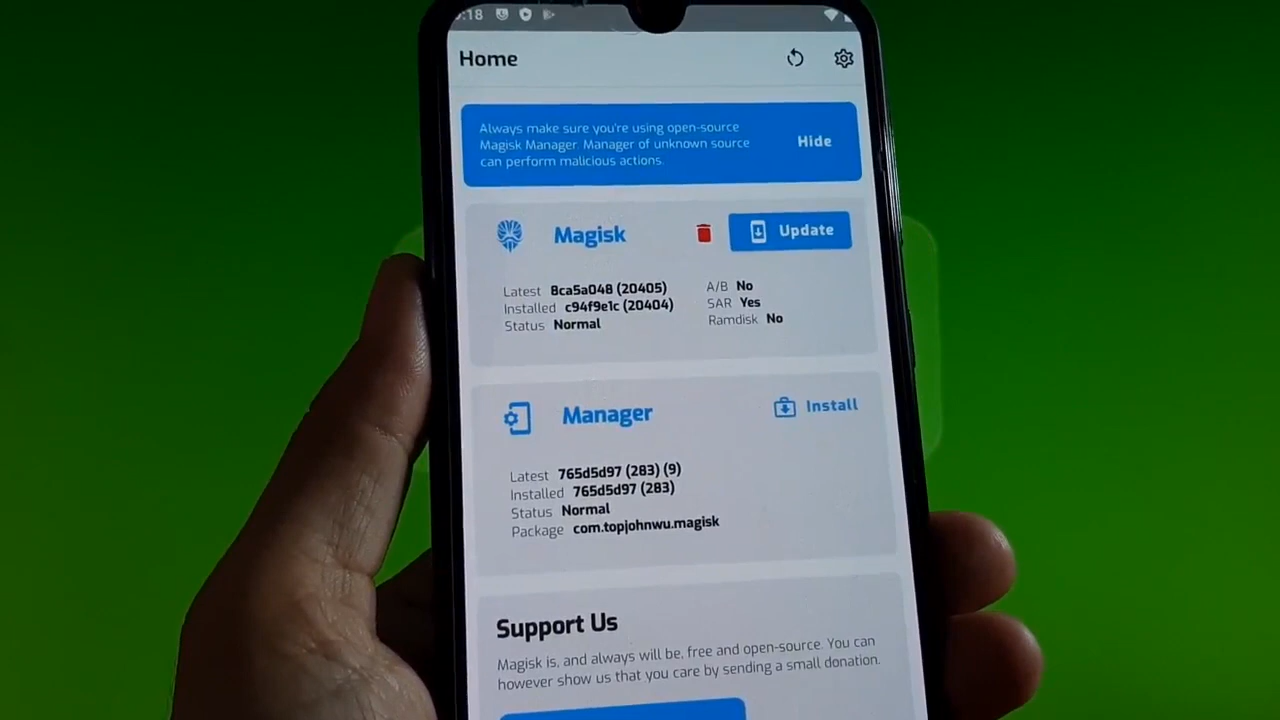 :18
Home
Always make sure you're using open-source
Magisk Manager. Manager of unknown source
can perform malicious actions.
Hide
Magisk
Update
Latest 8ca5a048 (20405)
Installed c94f9e1c (20404)
Status Normal
A/B No
SAR Yes
Ramdisk No
Manager
Install
Latest 765d5d97 (283) (9)
Installed 765d5d97 (283)
Status Normal
Package com.topjohnwu.magisk
Support Us
Magisk is, and always will be, free and open-source. You can
however show us that you care by sending a small donation.